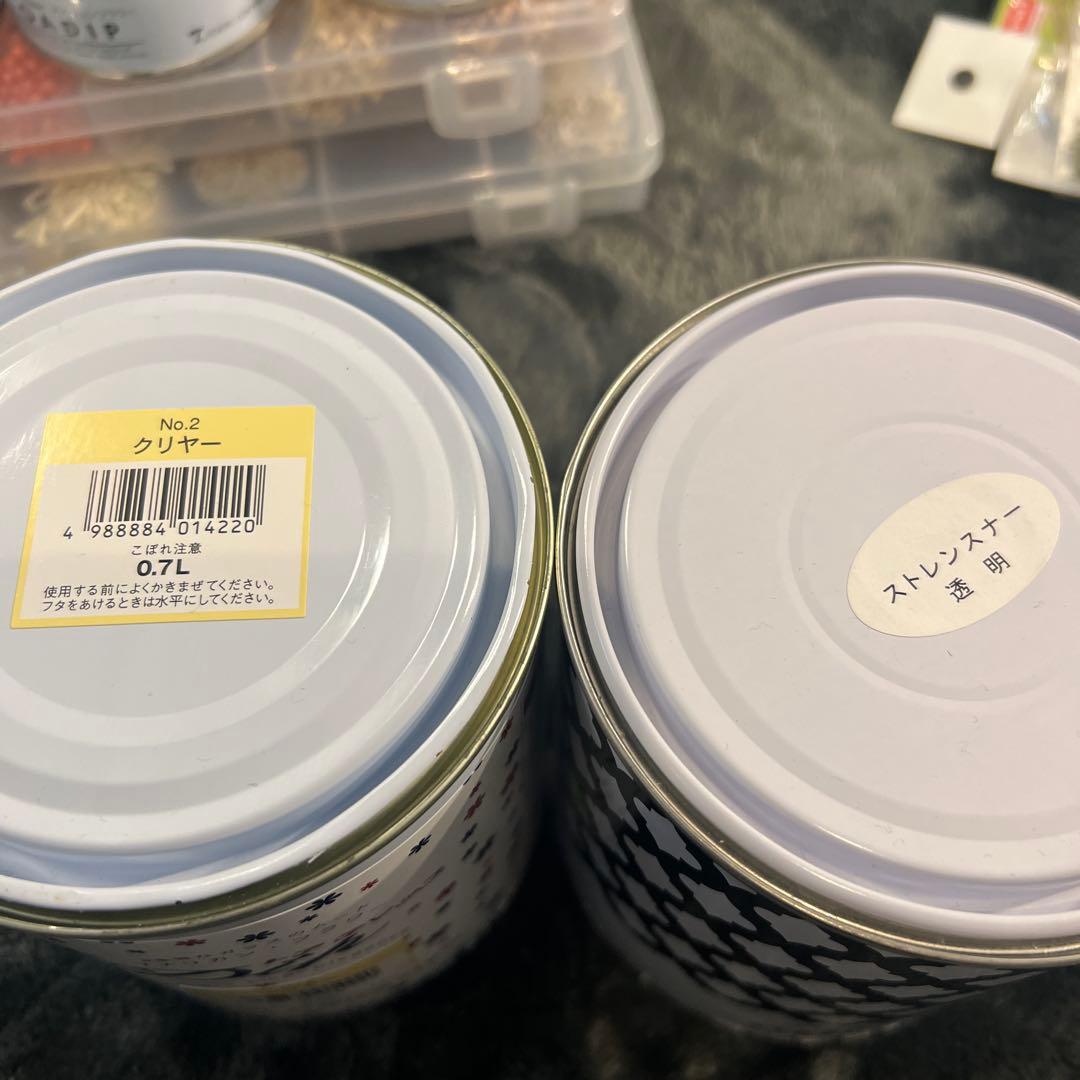 ADIP
No.2
クリヤー
4 988884 014220
こぼれ注意
0.7L
使用する前によくかきまぜてください。
フタをあけるときは水平にしてください。
ストレンスナー
透明